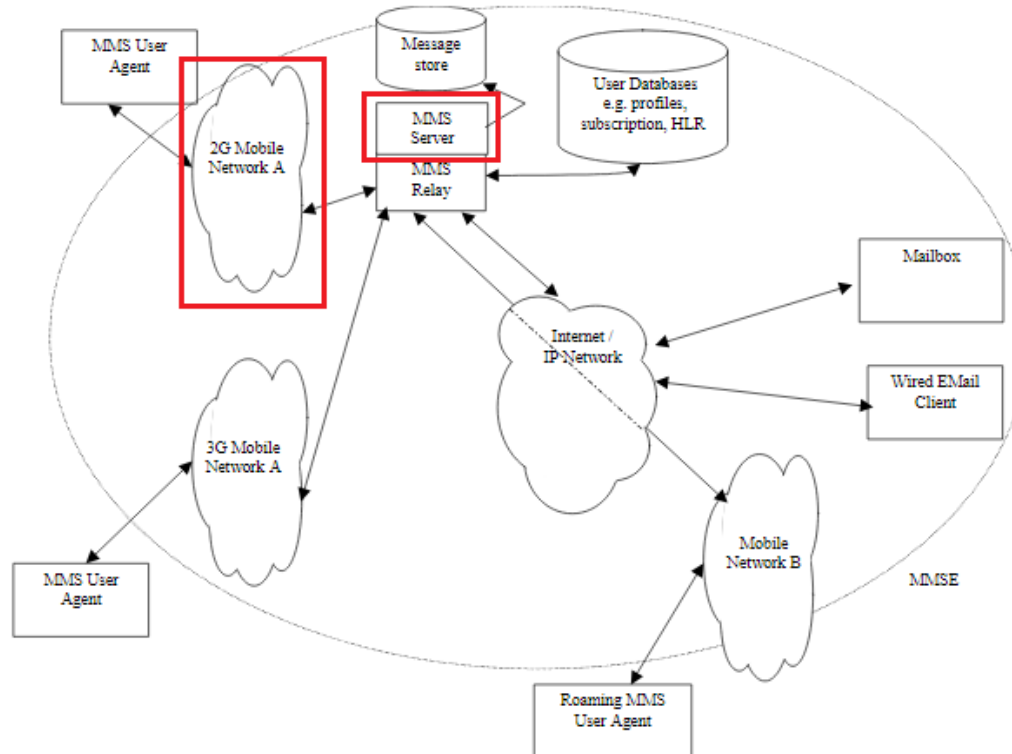 MMS User
Agent
Message
store
User Databases
e.g. profiles,
subscription, HLR
MMS
Server
2G Mobile
Network A
MMS
Relay
Mailbox
Internet /
IP Network
Wired EMail
Client
3G Mobile
Network A
Mobile
Network B
MMSE
MMS User
Agent
Roaming MMS
User Agent